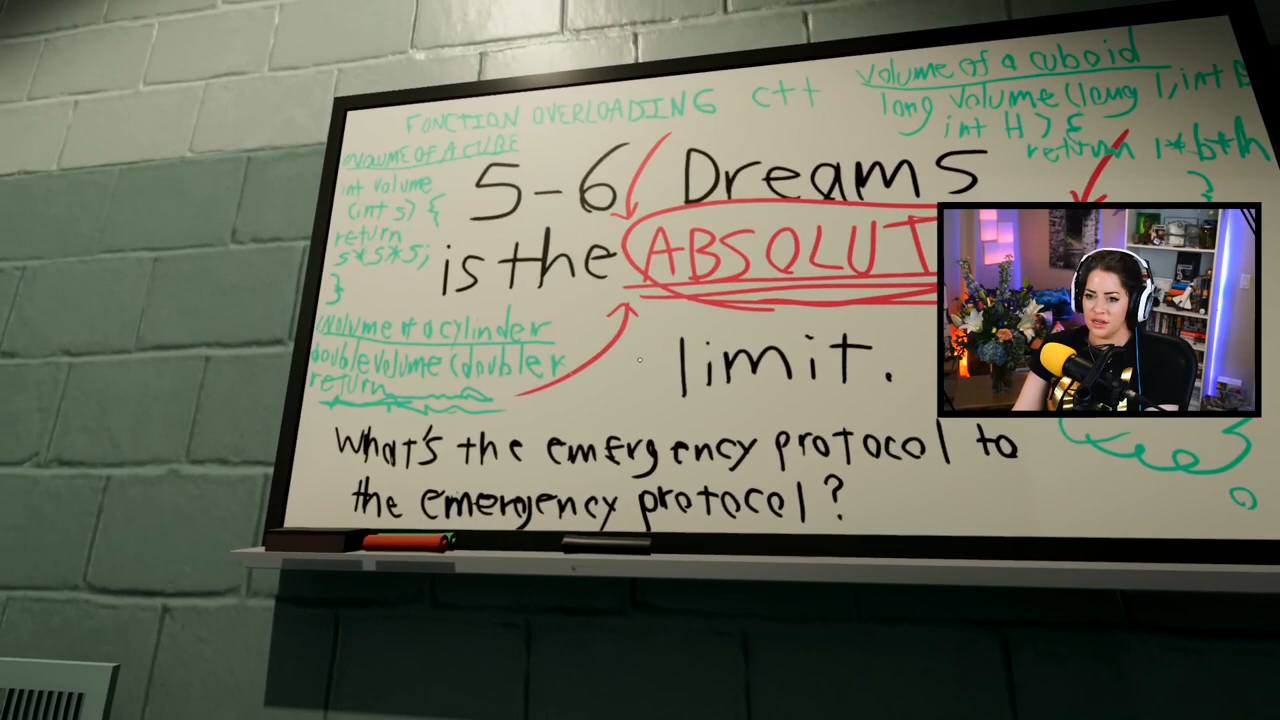 FUNCTION OVERLOADING C++
VOLUME OF A CUBE
int volume
(int s) {
return
s*s*s;
}
Volume of a cylinder
double volume (double r
return
volume of a cuboid
long volume (long l, int B
int H) {
return l*b*h
}
5-6 Dreams
is the ABSOLUT
limit.
What's the emergency protocol to
the emergency protocol?